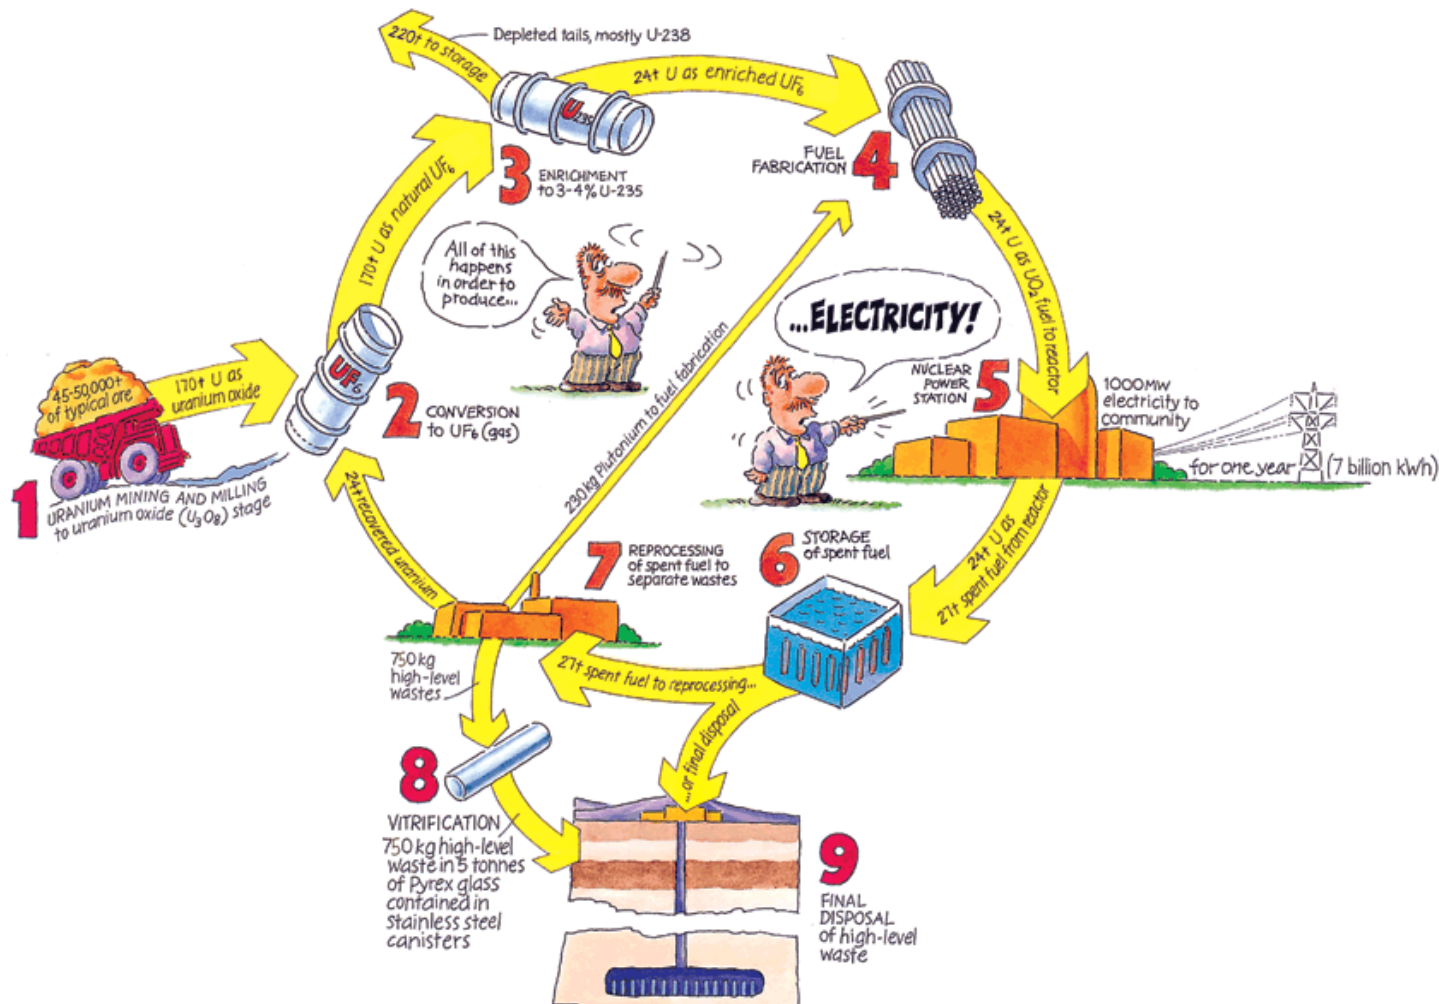 220t to storage
Depleted tails, mostly U-238
24t U as enriched UF₆
U235
3
ENRICHMENT
to 3-4% U-235
FUEL
FABRICATION
4
170t U as natural UF₆
All of this
happens
in order to
produce...
24t U as UO₂ fuel to reactor
...ELECTRICITY!
45-50,000t
of typical ore
170t U as
uranium oxide
UF₆
2
CONVERSION
to UF₆ (gas)
1
URANIUM MINING AND MILLING
to uranium oxide (U₃O₈) stage
230 kg Plutonium to fuel fabrication
NUCLEAR
POWER
STATION
5
1000MW
electricity to
community
for one year
(7 billion kWh)
24t recovered uranium
7
REPROCESSING
of spent fuel to
separate wastes
6
STORAGE
of spent fuel
24t U as
27t spent fuel from reactor
750 kg
high-level
wastes
27t spent fuel to reprocessing...
...or final disposal
8
VITRIFICATION
750 kg high-level
waste in 5 tonnes
of Pyrex glass
contained in
stainless steel
canisters
9
FINAL
DISPOSAL
of high-level
waste